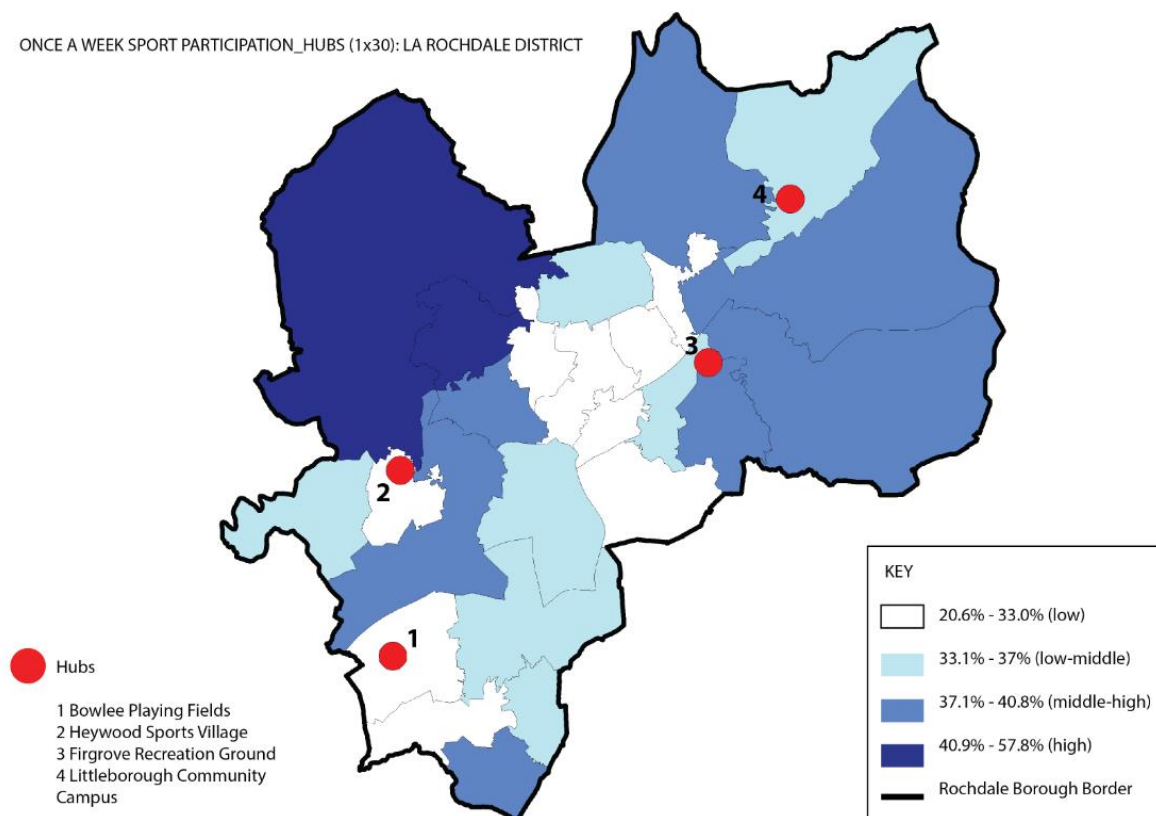 ONCE A WEEK SPORT PARTICIPATION_HUBS (1x30): LA ROCHDALE DISTRICT
4
3
2
1
Hubs
1 Bowlee Playing Fields
2 Heywood Sports Village
3 Firgrove Recreation Ground
4 Littleborough Community
Campus
KEY
20.6% - 33.0% (low)
33.1% - 37% (low-middle)
37.1% - 40.8% (middle-high)
40.9% - 57.8% (high)
Rochdale Borough Border